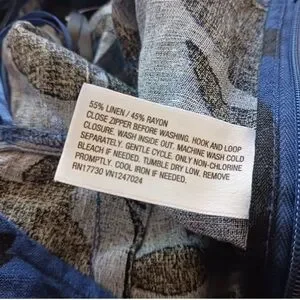 55% LINEN / 45% RAYON
CLOSE ZIPPER BEFORE WASHING. HOOK AND LOOP
CLOSURE. WASH INSIDE OUT. MACHINE WASH COLD
SEPARATELY. GENTLE CYCLE. ONLY NON-CHLORINE
BLEACH IF NEEDED. TUMBLE DRY LOW, REMOVE
PROMPTLY. COOL IRON IF NEEDED.
RN17730 VN1247024